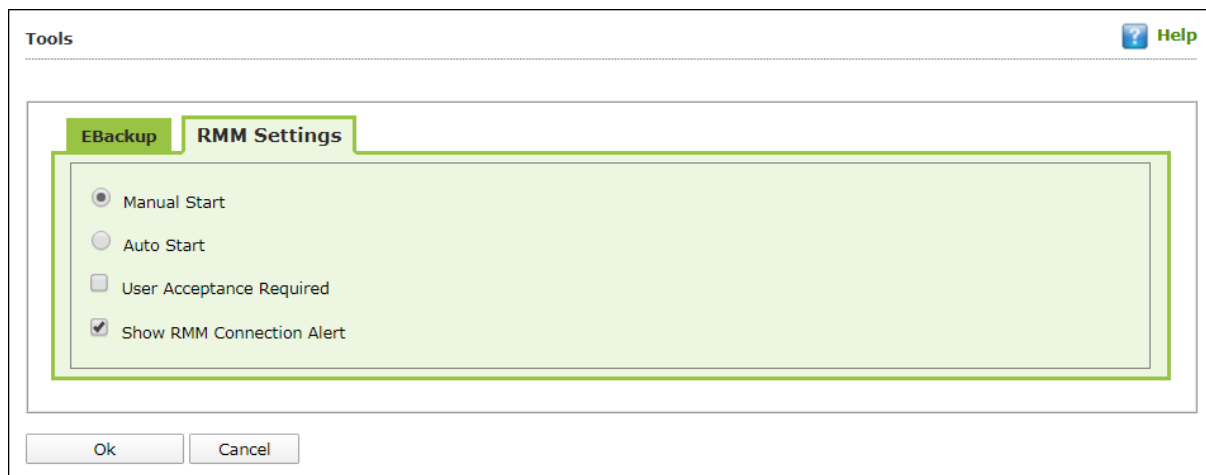 Tools
? Help
EBackup
RMM Settings
Manual Start
Auto Start
User Acceptance Required
Show RMM Connection Alert
Ok
Cancel